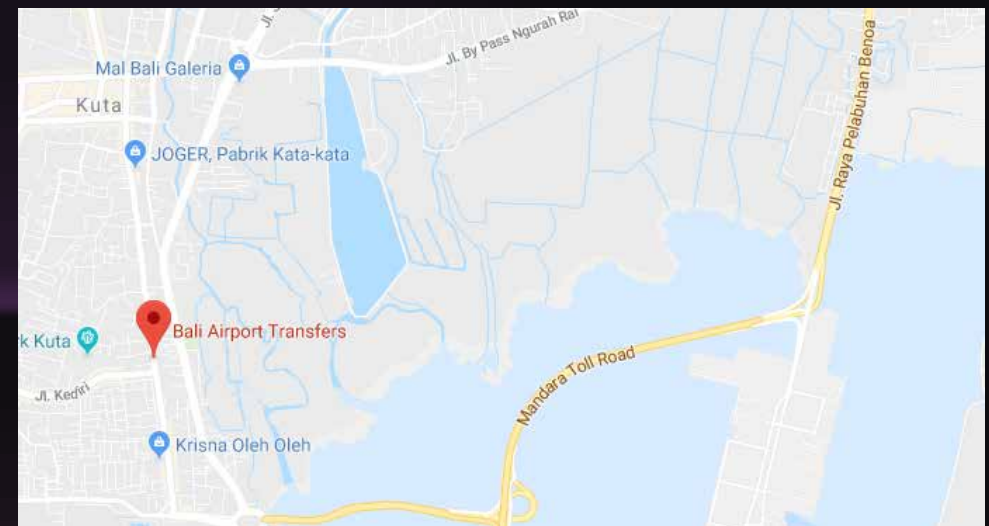 Jl. By Pass Ngurah Rai
Mal Bali Galeria
Kuta
JOGER, Pabrik Kata-kata
Jl. Raya Pelabuhan Benoa
Bali Airport Transfers
rk Kuta
Mandara Toll Road
Jl. Kediri
Krisna Oleh Oleh